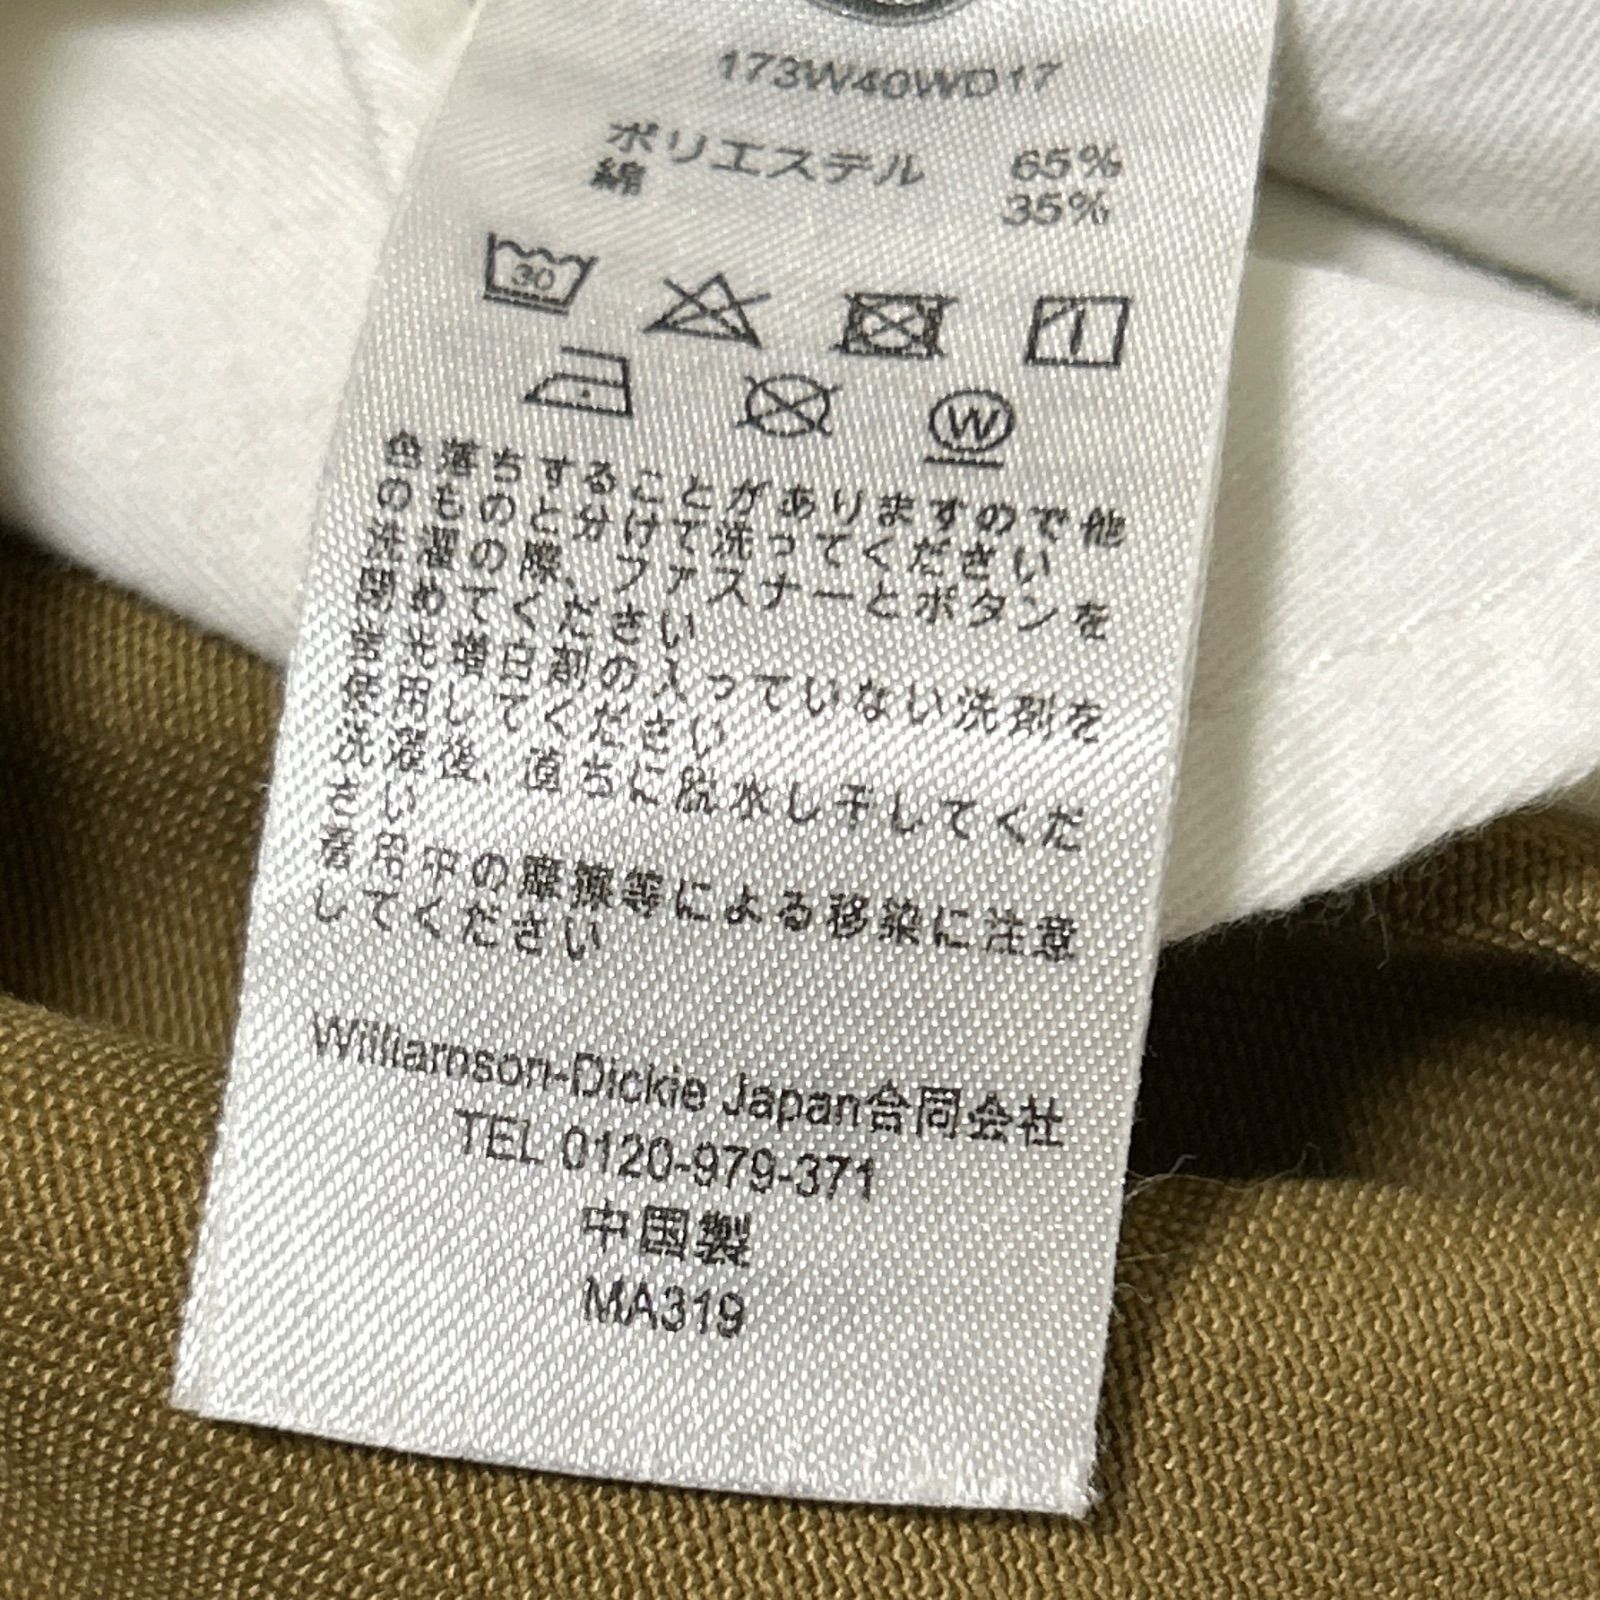 173W40WD17
ポリエステル 65%
綿 35%
30
W
色落ちすることがありますので他
のものと分けて洗ってください
洗濯の際、ファスナーとボタンを
閉めてください
蛍光増白剤の入っていない洗剤を
使用してください
洗濯後、直ちに脱水し干してくだ
さい
着用中の摩擦等による移染に注意
してください
Williamson-Dickie Japan合同会社
TEL 0120-979-371
中国製
MA319